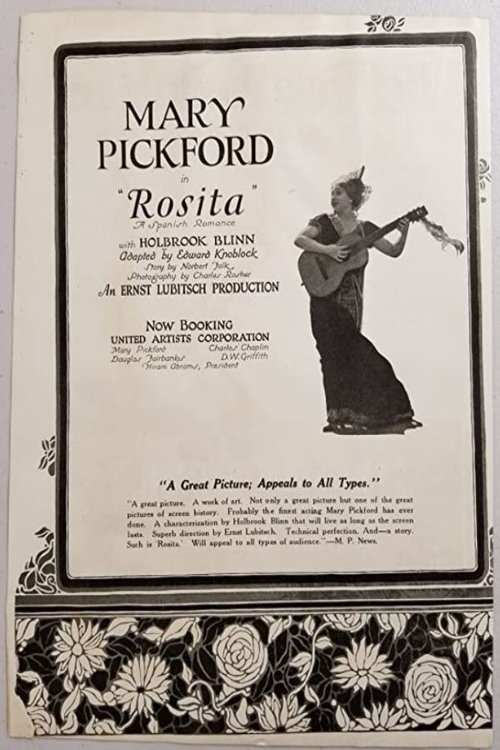 MARY
PICKFORD
in
"Rosita"
A Spanish Romance
with HOLBROOK BLINN
Adapted by Edward Knoblock
Story by Norbert Falk
Photography by Charles Rosher
An ERNST LUBITSCH PRODUCTION
NOW BOOKING
UNITED ARTISTS CORPORATION
Mary Pickford Charles Chaplin
Douglas Fairbanks D.W. Griffith
Hiram Abrams, President
"A Great Picture; Appeals to All Types."
"A great picture. A work of art. Not only a great picture but one of the great
pictures of screen history. Probably the finest acting Mary Pickford has ever
done. A characterization by Holbrook Blinn that will live as long as the screen
lasts. Superb direction by Ernst Lubitsch. Technical perfection. And—a story.
Such is 'Rosita.' Will appeal to all types of audience."—M. P. News.